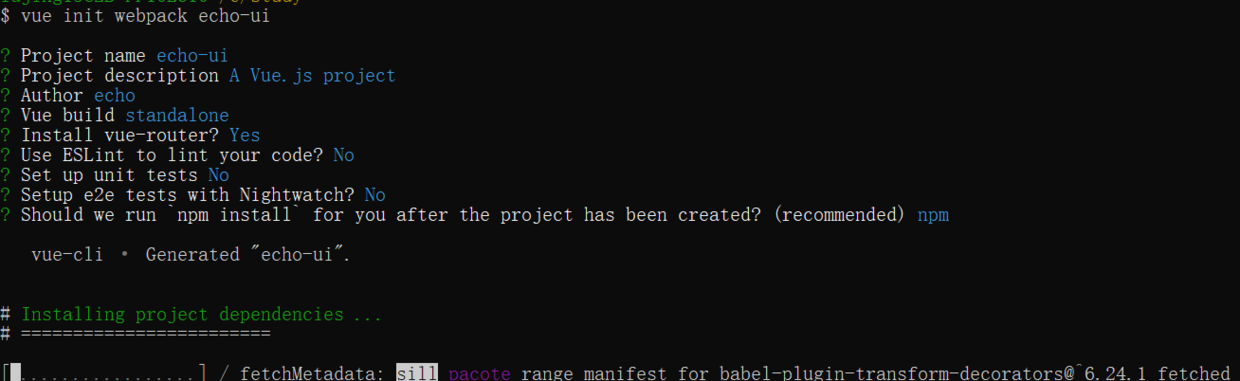 $ vue init webpack echo-ui
? Project name echo-ui
? Project description A Vue.js project
? Author echo
? Vue build standalone
? Install vue-router? Yes
? Use ESLint to lint your code? No
? Set up unit tests No
? Setup e2e tests with Nightwatch? No
? Should we run `npm install` for you after the project has been created? (recommended) npm
vue-cli · Generated "echo-ui".
# Installing project dependencies ...
# ========================
[ ................] / fetchMetadata: sill pacote range manifest for babel-plugin-transform-decorators@^6.24.1 fetched